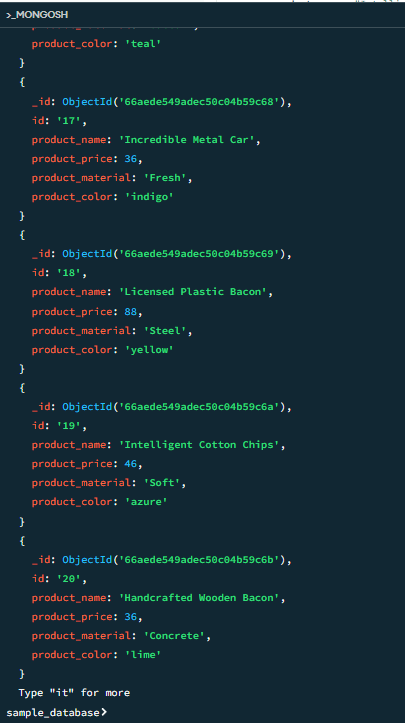 >_MONGOSH
product_color: 'teal'
}
{
_id: ObjectId('66aede549adec50c04b59c68'),
id: '17',
product_name: 'Incredible Metal Car',
product_price: 36,
product_material: 'Fresh',
product_color: 'indigo'
}
{
_id: ObjectId('66aede549adec50c04b59c69'),
id: '18',
product_name: 'Licensed Plastic Bacon',
product_price: 88,
product_material: 'Steel',
product_color: 'yellow'
}
{
_id: ObjectId('66aede549adec50c04b59c6a'),
id: '19',
product_name: 'Intelligent Cotton Chips',
product_price: 46,
product_material: 'Soft',
product_color: 'azure'
}
{
_id: ObjectId('66aede549adec50c04b59c6b'),
id: '20',
product_name: 'Handcrafted Wooden Bacon',
product_price: 36,
product_material: 'Concrete',
product_color: 'lime'
}
Type "it" for more
sample_database>